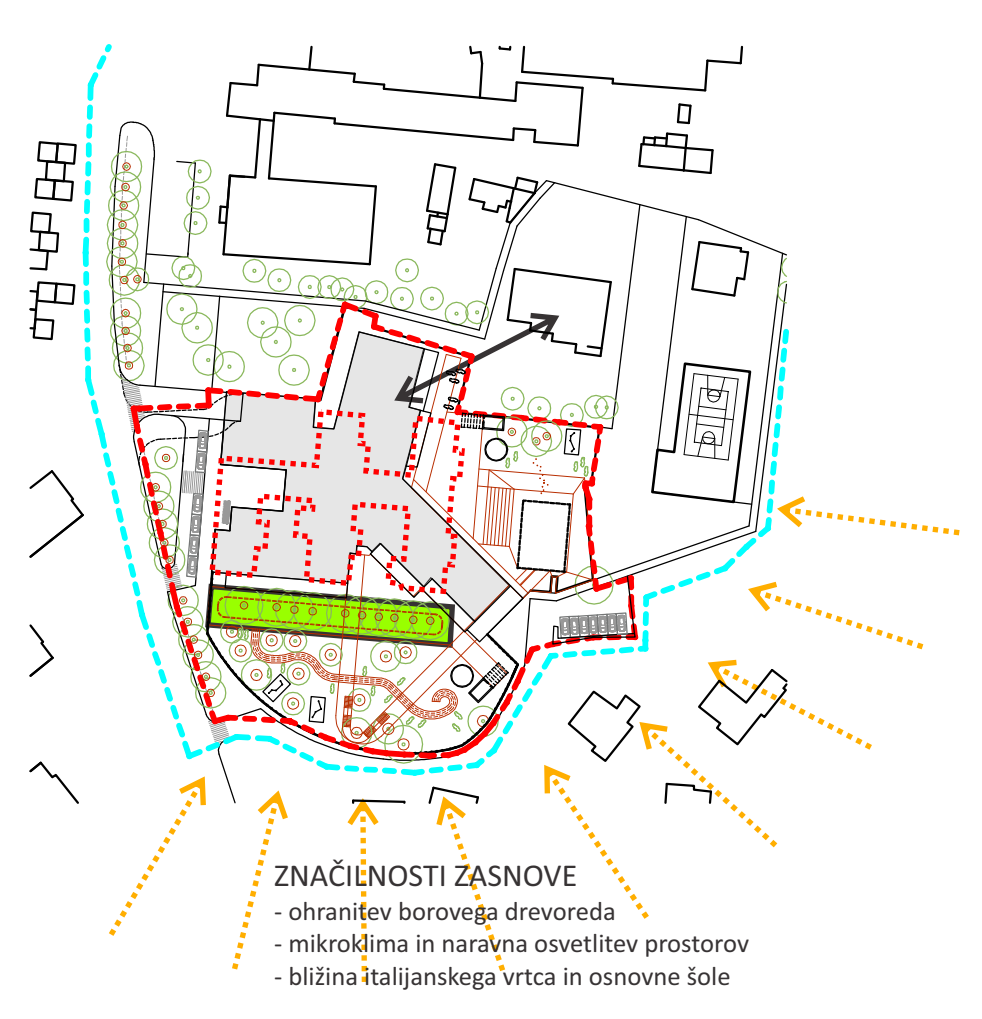 ZNAČILNOSTI ZASNOVE
- ohranitev borovega drevoreda
- mikroklima in naravna osvetlitev prostorov
- bližina italijanskega vrtca in osnovne šole